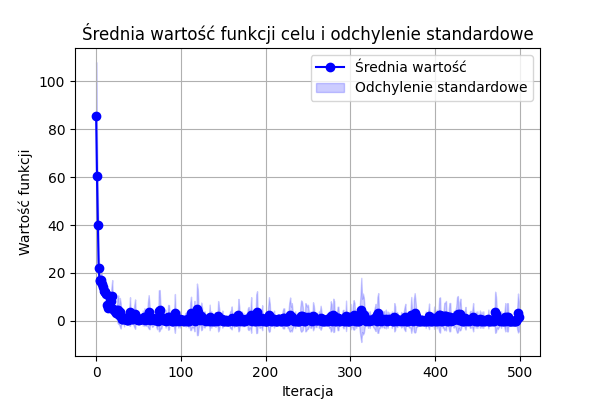 Średnia wartość funkcji celu i odchylenie standardowe
Średnia wartość
Odchylenie standardowe
Wartość funkcji
100
80
60
40
20
0
0 100 200 300 400 500
Iteracja